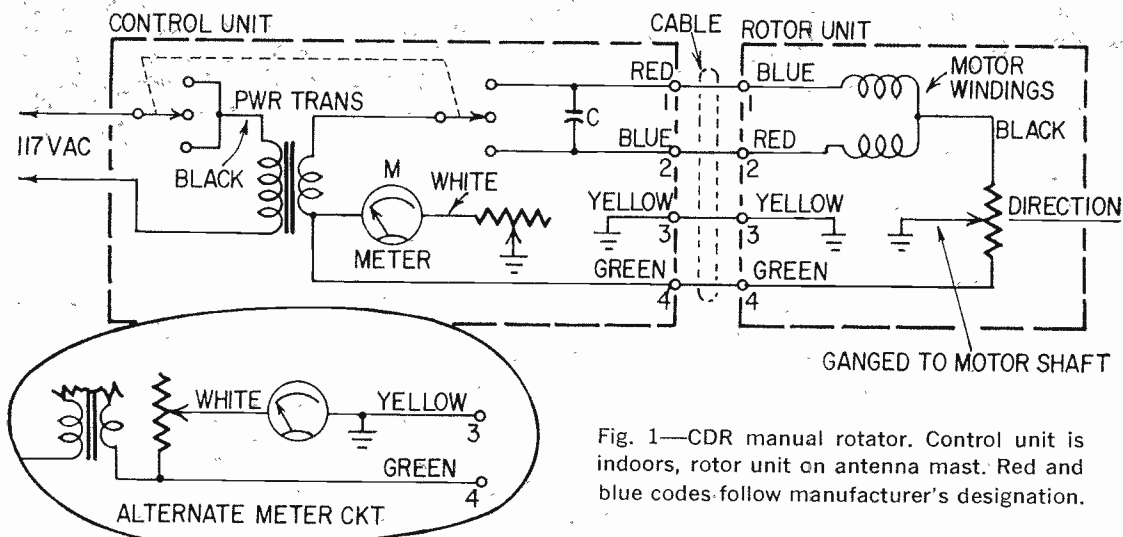 CONTROL UNIT
CABLE
ROTOR UNIT
RED
BLUE
MOTOR
WINDINGS
PWR TRANS
1
1
C
BLACK
117 VAC
BLACK
BLUE
RED
M
WHITE
2
2
YELLOW
YELLOW
DIRECTION
3
3
METER
GREEN
GREEN
4
4
GANGED TO MOTOR SHAFT
WHITE
YELLOW
3
GREEN
4
ALTERNATE METER CKT
Fig. 1—CDR manual rotator. Control unit is
indoors, rotor unit on antenna mast. Red and
blue codes follow manufacturer's designation.